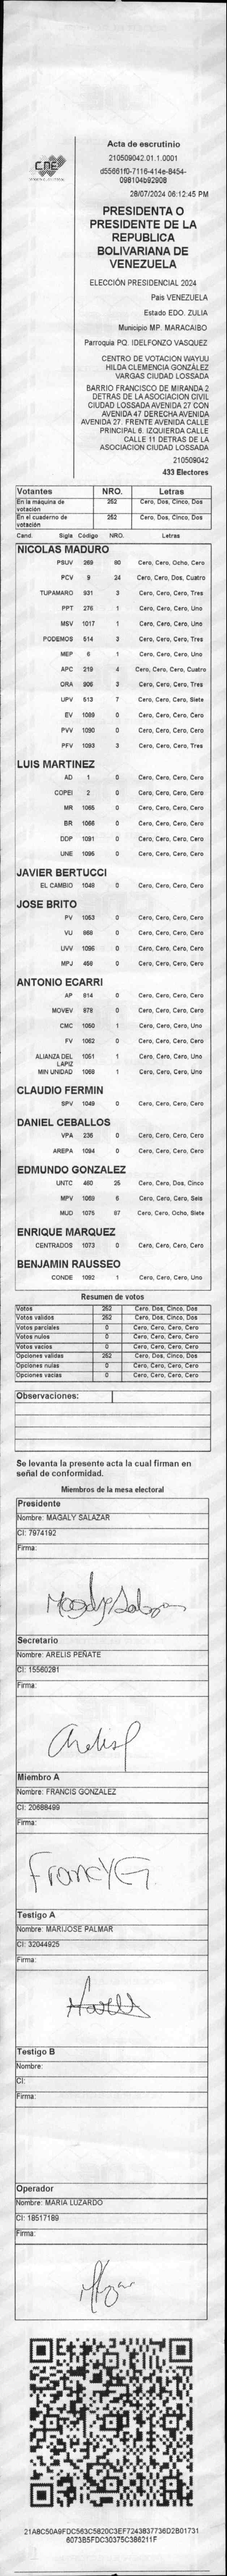 CNE
Acta de escrutinio
210509042.01.1.0001
d55661f0-7116-414e-8454-
098104b92908
28/07/2024 06:12:45 PM
PRESIDENTA O
PRESIDENTE DE LA
REPUBLICA
BOLIVARIANA DE
VENEZUELA
ELECCIÓN PRESIDENCIAL 2024
País VENEZUELA
Estado EDO. ZULIA
Municipio MP. MARACAIBO
Parroquia PQ. IDELFONZO VASQUEZ
CENTRO DE VOTACION WAYUU
HILDA CLEMENCIA GONZALEZ
VARGAS CIUDAD LOSSADA
BARRIO FRANCISCO DE MIRANDA 2
DETRAS DE LA ASOCIACION CIVIL
CIUDAD LOSSADA AVENIDA 27 CON
AVENIDA 47 DERECHA AVENIDA
AVENIDA 27. FRENTE AVENIDA CALLE
PRINCIPAL 6. IZQUIERDA CALLE
CALLE 11 DETRAS DE LA
ASOCIACION CIUDAD LOSSADA
210509042
433 Electores
Votantes NRO. Letras
En la máquina de votación 252 Cero, Dos, Cinco, Dos
En el cuaderno de votación 252 Cero, Dos, Cinco, Dos
Cand. Sigla Código NRO. Letras
NICOLAS MADURO
PSUV 269 80 Cero, Cero, Ocho, Cero
PCV 9 24 Cero, Cero, Dos, Cuatro
TUPAMARO 931 3 Cero, Cero, Cero, Tres
PPT 276 1 Cero, Cero, Cero, Uno
MSV 1017 1 Cero, Cero, Cero, Uno
PODEMOS 514 3 Cero, Cero, Cero, Tres
MEP 6 1 Cero, Cero, Cero, Uno
APC 219 4 Cero, Cero, Cero, Cuatro
ORA 906 3 Cero, Cero, Cero, Tres
UPV 513 7 Cero, Cero, Cero, Siete
EV 1089 0 Cero, Cero, Cero, Cero
PVV 1090 0 Cero, Cero, Cero, Cero
PFV 1093 3 Cero, Cero, Cero, Tres
LUIS MARTINEZ
AD 1 0 Cero, Cero, Cero, Cero
COPEI 2 0 Cero, Cero, Cero, Cero
MR 1065 0 Cero, Cero, Cero, Cero
BR 1066 0 Cero, Cero, Cero, Cero
DDP 1091 0 Cero, Cero, Cero, Cero
UNE 1095 0 Cero, Cero, Cero, Cero
JAVIER BERTUCCI
EL CAMBIO 1048 0 Cero, Cero, Cero, Cero
JOSE BRITO
PV 1053 0 Cero, Cero, Cero, Cero
VU 868 0 Cero, Cero, Cero, Cero
UVV 1096 0 Cero, Cero, Cero, Cero
MPJ 459 0 Cero, Cero, Cero, Cero
ANTONIO ECARRI
AP 814 0 Cero, Cero, Cero, Cero
MOVEV 878 0 Cero, Cero, Cero, Cero
CMC 1050 1 Cero, Cero, Cero, Uno
FV 1062 0 Cero, Cero, Cero, Cero
ALIANZA DEL LAPIZ 1051 1 Cero, Cero, Cero, Uno
MIN UNIDAD 1068 1 Cero, Cero, Cero, Uno
CLAUDIO FERMIN
SPV 1049 0 Cero, Cero, Cero, Cero
DANIEL CEBALLOS
VPA 236 0 Cero, Cero, Cero, Cero
AREPA 1094 0 Cero, Cero, Cero, Cero
EDMUNDO GONZALEZ
UNTC 460 25 Cero, Cero, Dos, Cinco
MPV 1069 6 Cero, Cero, Cero, Seis
MUD 1075 87 Cero, Cero, Ocho, Siete
ENRIQUE MARQUEZ
CENTRADOS 1073 0 Cero, Cero, Cero, Cero
BENJAMIN RAUSSEO
CONDE 1092 1 Cero, Cero, Cero, Uno
Resumen de votos
Votos 252 Cero, Dos, Cinco, Dos
Votos validos 252 Cero, Dos, Cinco, Dos
Votos parciales 0 Cero, Cero, Cero, Cero
Votos nulos 0 Cero, Cero, Cero, Cero
Votos vacios 0 Cero, Cero, Cero, Cero
Opciones validas 252 Cero, Dos, Cinco, Dos
Opciones nulas 0 Cero, Cero, Cero, Cero
Opciones vacias 0 Cero, Cero, Cero, Cero
Observaciones:
Se levanta la presente acta la cual firman en
señal de conformidad.
Miembros de la mesa electoral
Presidente
Nombre: MAGALY SALAZAR
CI: 7974192
Firma:
Secretario
Nombre: ARELIS PEÑATE
CI: 15560281
Firma:
Arelis P
Miembro A
Nombre: FRANCIS GONZALEZ
CI: 20688499
Firma:
FrancyG.
Testigo A
Nombre: MARIJOSE PALMAR
CI: 32044925
Firma:
Testigo B
Nombre:
CI:
Firma:
Operador
Nombre: MARIA LUZARDO
CI: 18517189
Firma:
21A8C50A9FDC563C5820C3EF7243837736D2B01731
6073B5FDC30375C386211F